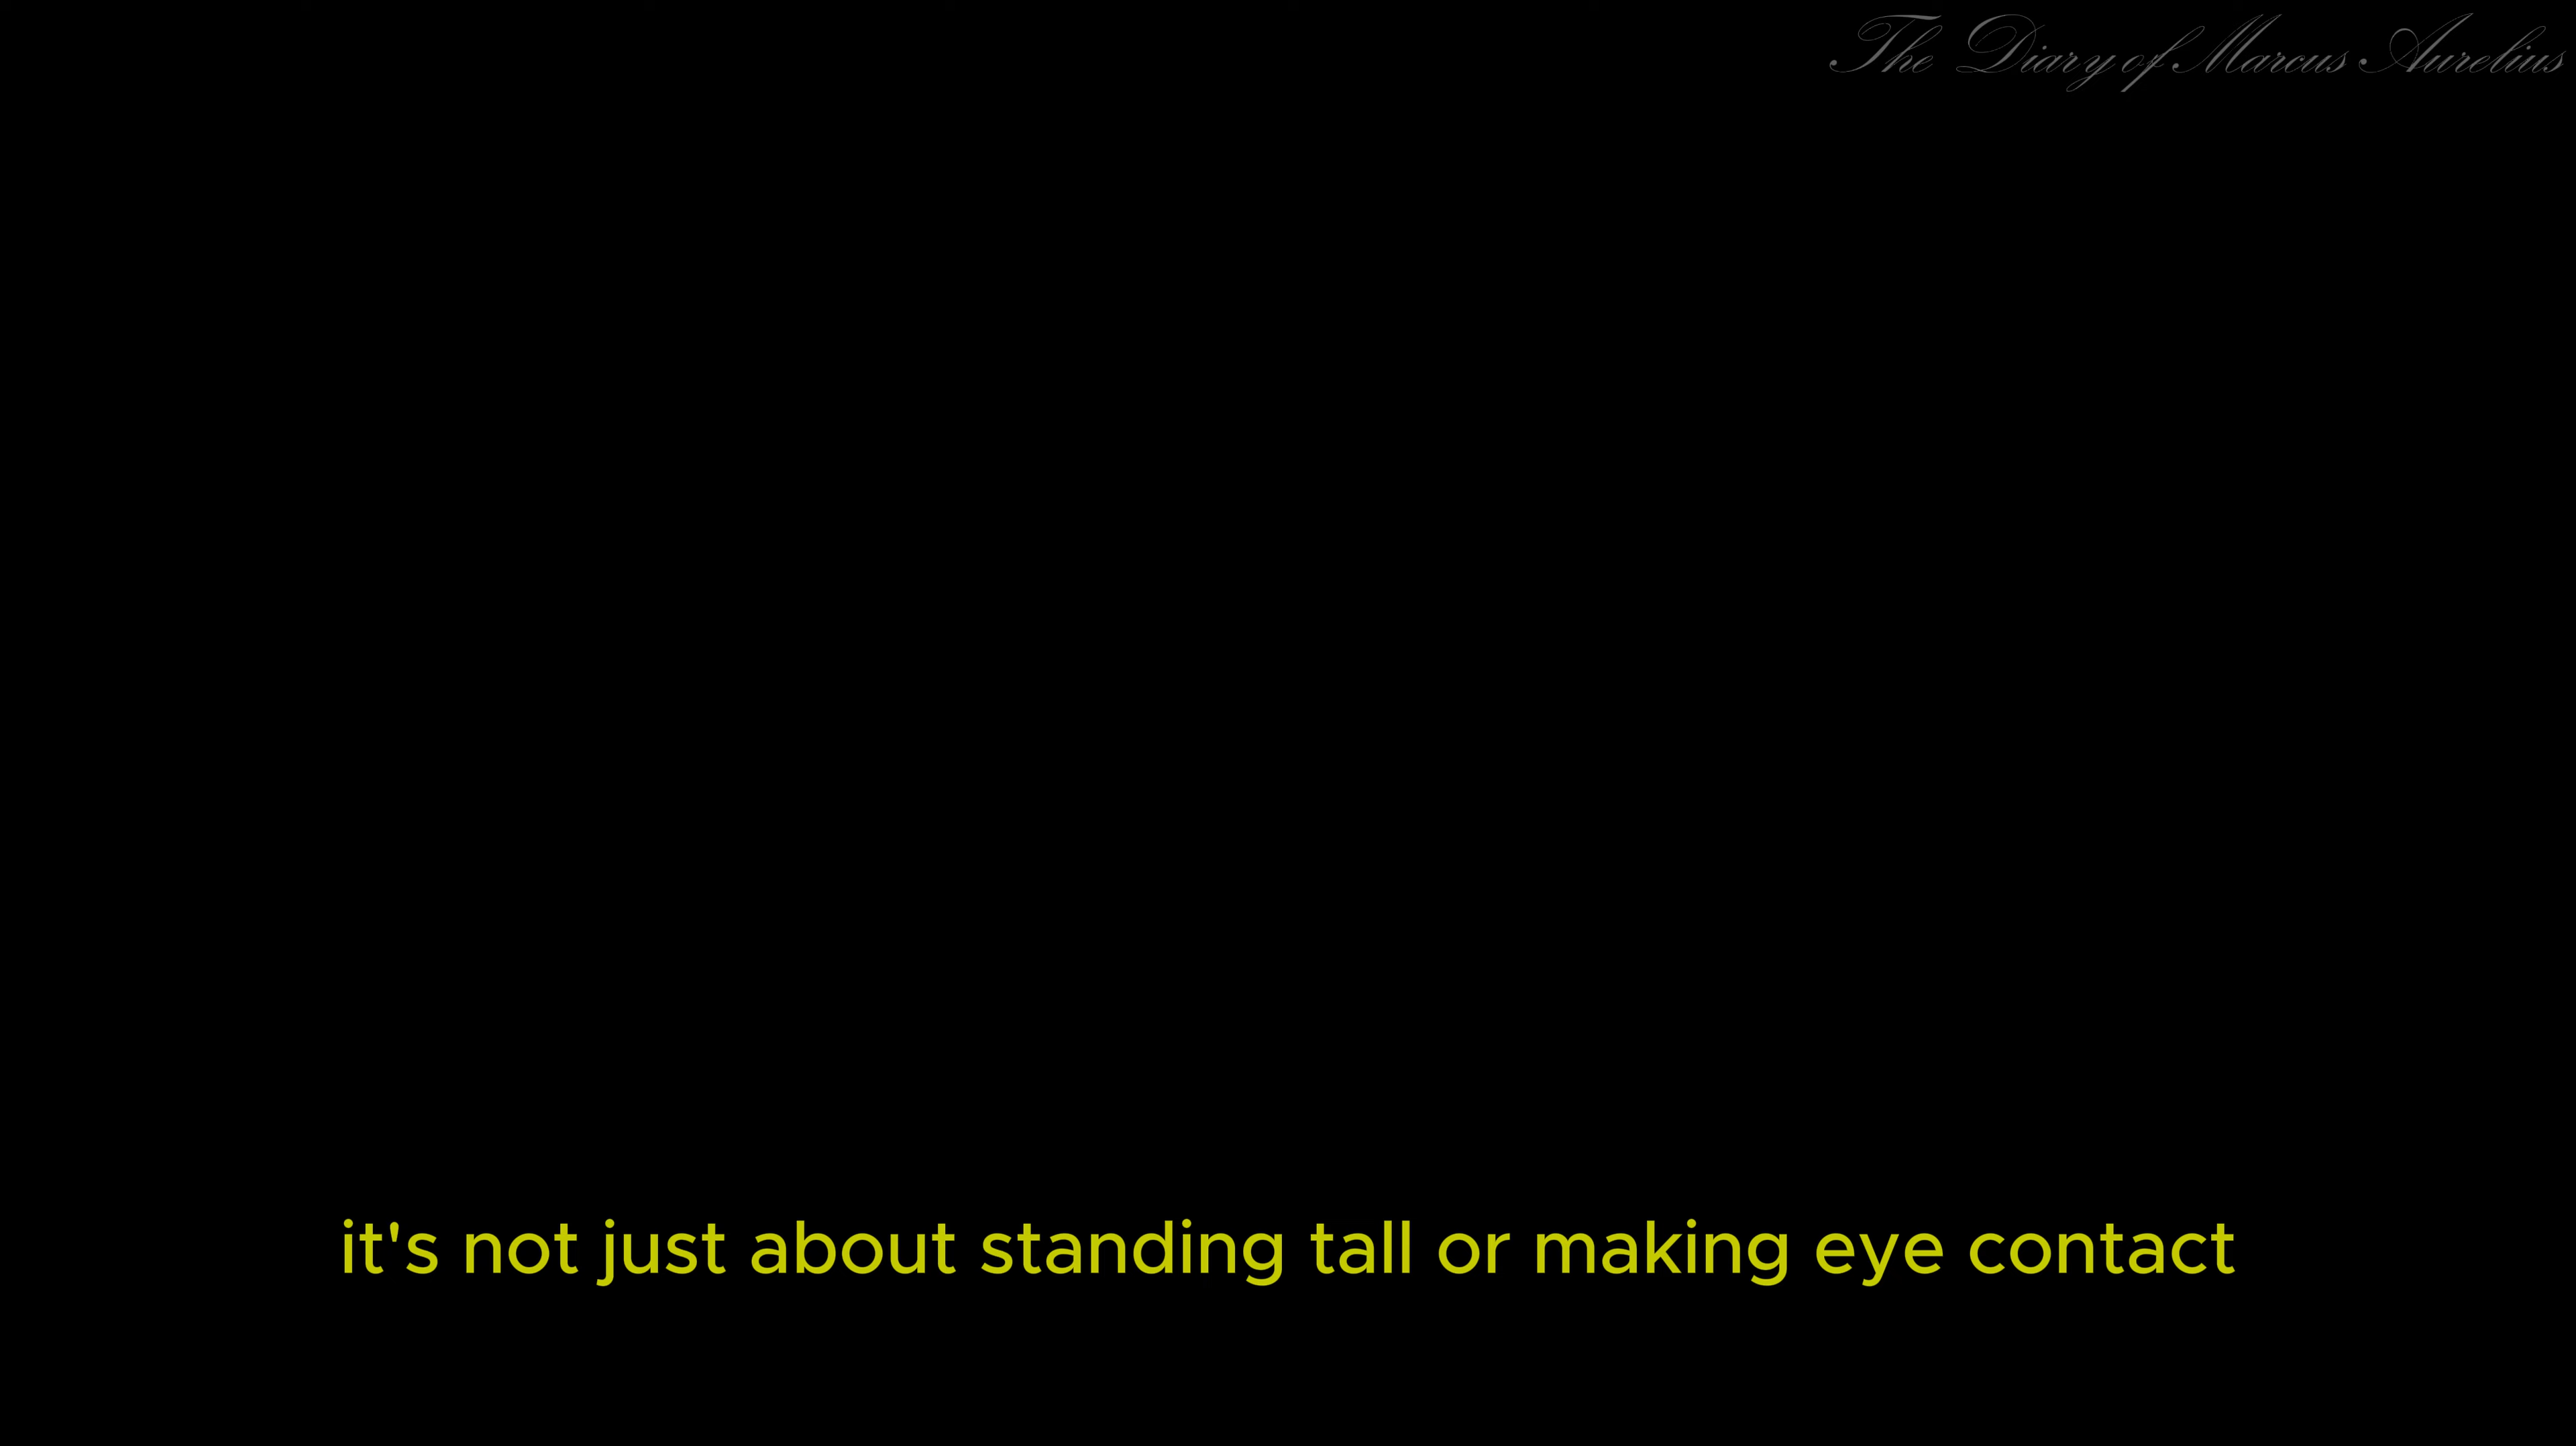 The Diary of Marcus Aurelius
it's not just about standing tall or making eye contact